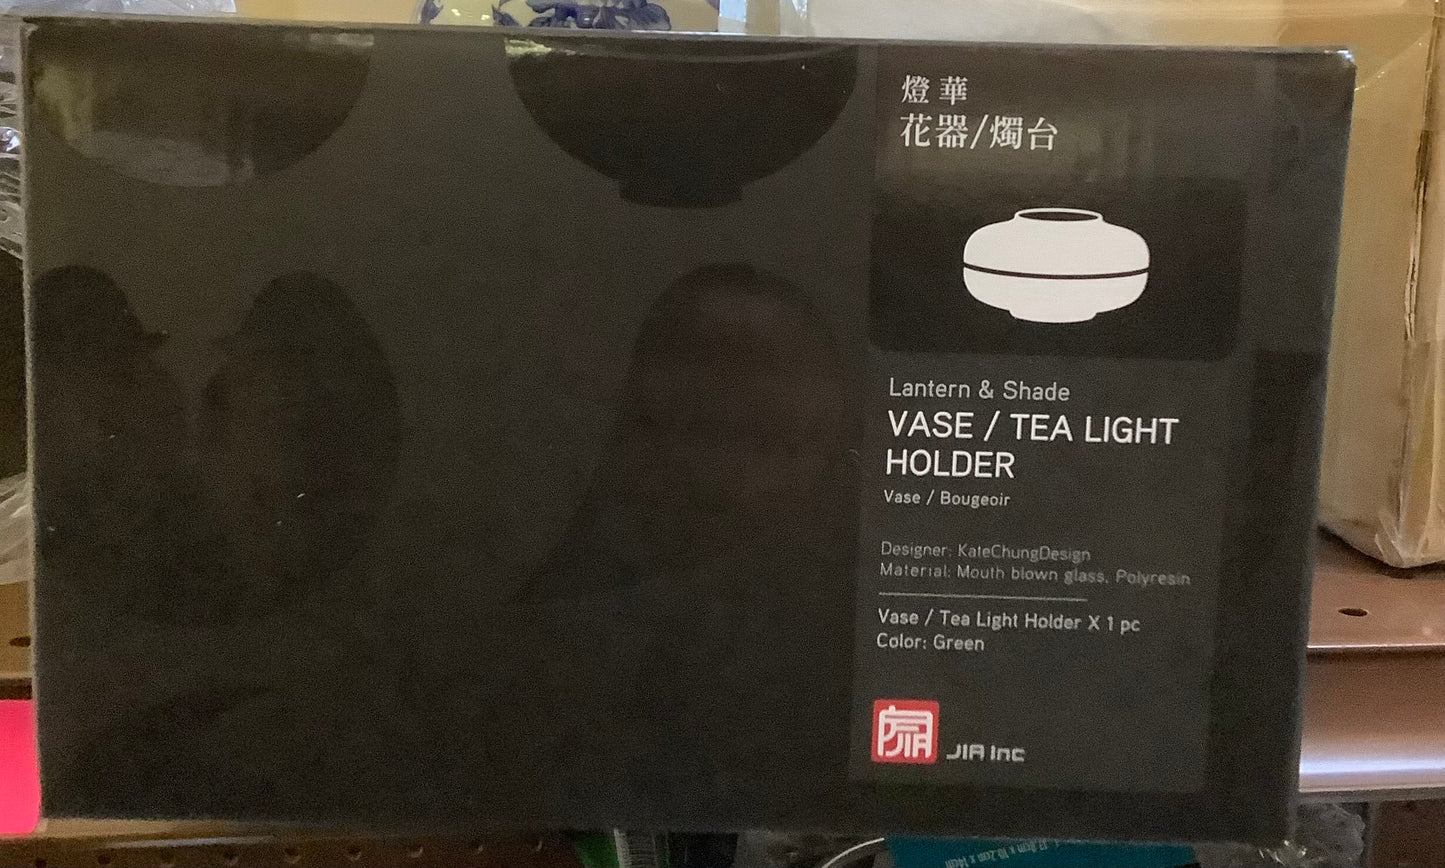 燈華
花器/燭台
Lantern & Shade
VASE / TEA LIGHT
HOLDER
Vase / Bougeoir
Designer: KateChungDesign
Material: Mouth blown glass, Polyresin
Vase / Tea Light Holder X 1 pc
Color: Green
JIA Inc